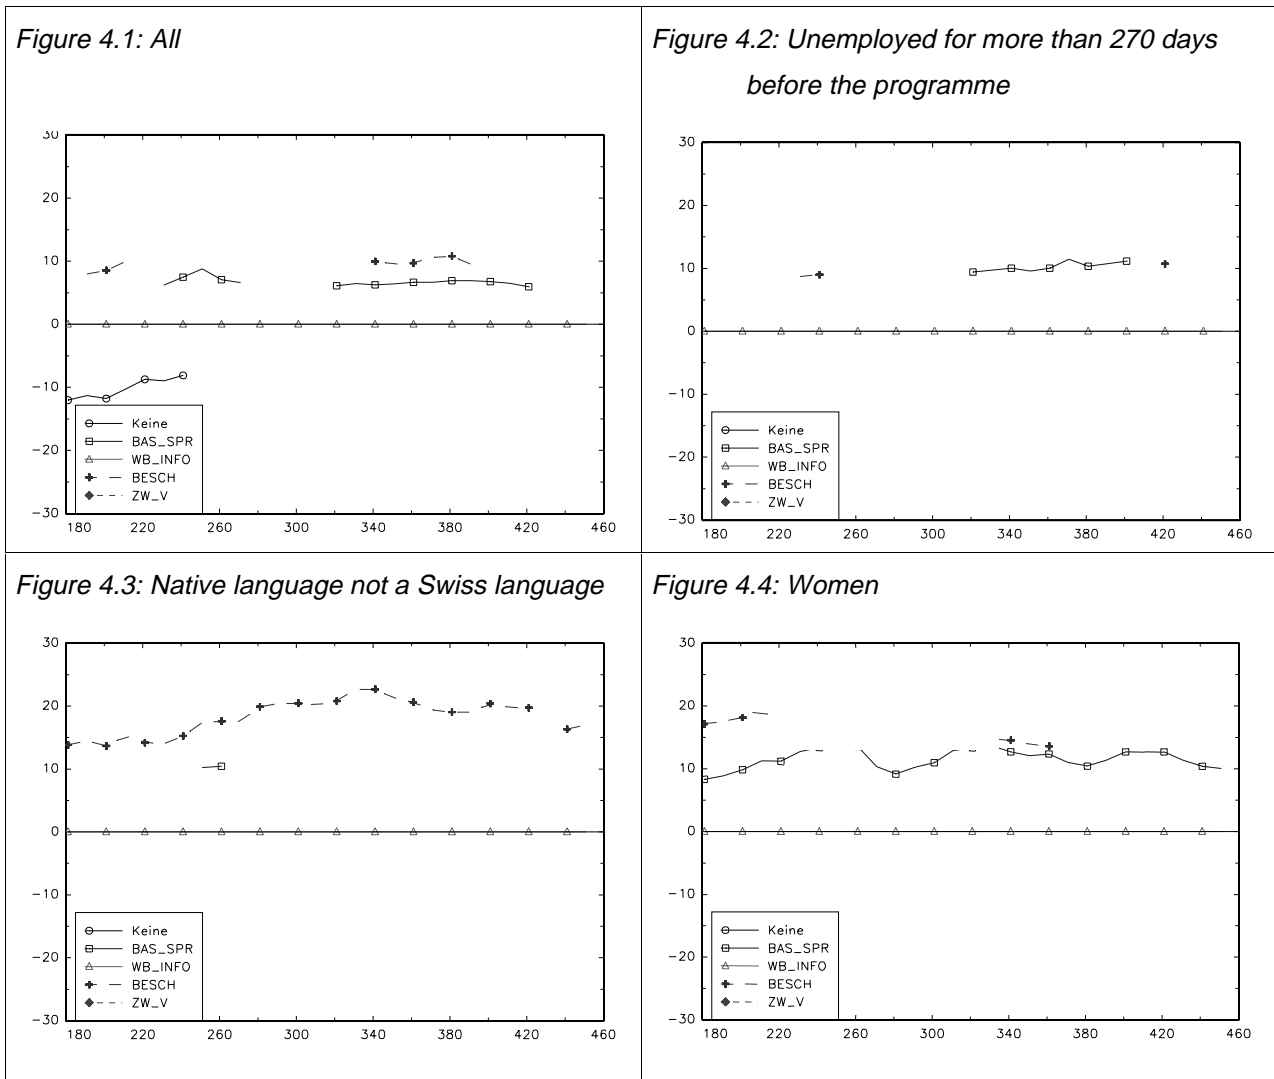 Figure 4.1: All
30
20
10
0
−10
−20
−30
Keine
BAS_SPR
WB_INFO
BESCH
ZW_V
180 220 260 300 340 380 420 460
Figure 4.2: Unemployed for more than 270 days
before the programme
30
20
10
0
−10
−20
−30
Keine
BAS_SPR
WB_INFO
BESCH
ZW_V
180 220 260 300 340 380 420 460
Figure 4.3: Native language not a Swiss language
30
20
10
0
−10
−20
−30
Keine
BAS_SPR
WB_INFO
BESCH
ZW_V
180 220 260 300 340 380 420 460
Figure 4.4: Women
30
20
10
0
−10
−20
−30
Keine
BAS_SPR
WB_INFO
BESCH
ZW_V
180 220 260 300 340 380 420 460